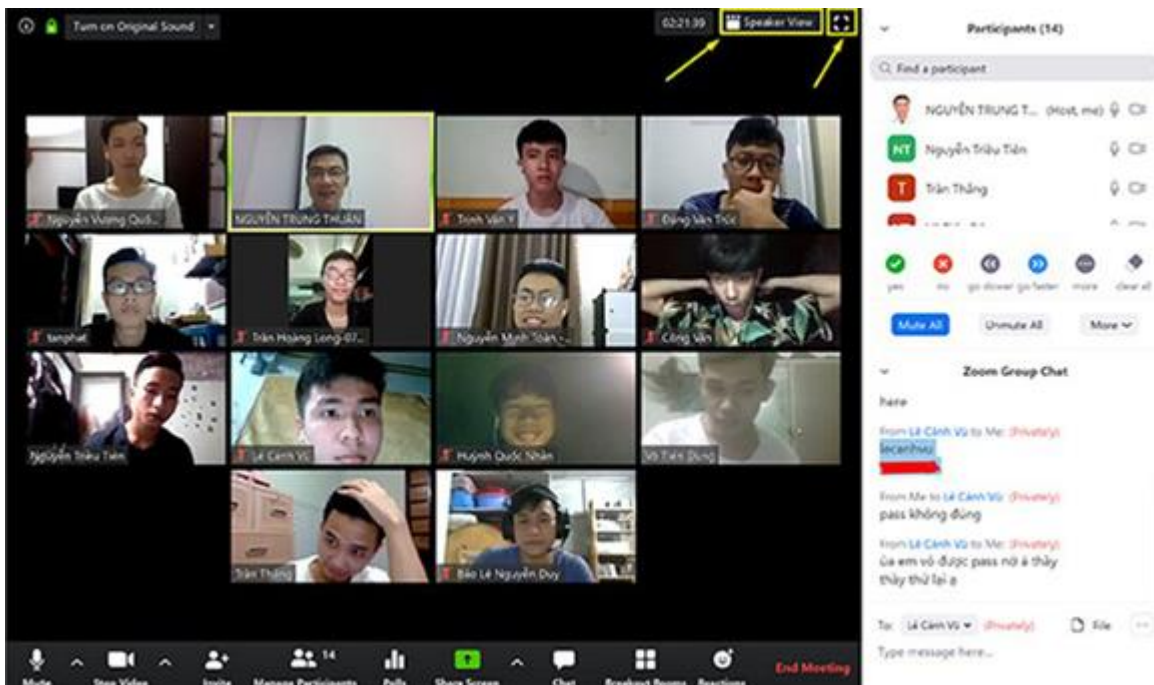 Turn on Original Sound
02:21:39
Speaker View
Nguyễn Vương Quố...
NGUYỄN TRUNG THUẬN
Trịnh Văn Y
Đặng Văn Thức
tanphat
Trần Hoàng Long-07...
Nguyễn Minh Toàn -...
Công Văn
Nguyễn Triều Tiên
Lê Cảnh Vũ
Huỳnh Quốc Nhân
Võ Tiến Dũng
Trần Thắng
Bảo Lê Nguyễn Duy
Mute
Stop Video
Invite
Manage Participants
14
Polls
Share Screen
Chat
Breakout Rooms
Reactions
End Meeting
Participants (14)
Find a participant
NGUYỄN TRUNG T... (Host, me)
NT
Nguyễn Triều Tiên
T
Trần Thắng
yes
no
go slower
go faster
more
clear all
Mute All
Unmute All
More
Zoom Group Chat
here
From Lê Cảnh Vũ to Me: (Privately)
lecanhvu
From Me to Lê Cảnh Vũ: (Privately)
pass không đúng
From Lê Cảnh Vũ to Me: (Privately)
ủa em vô được pass nớ á thầy
thầy thử lại ạ
To: Lê Cảnh Vũ (Privately)
File
Type message here...